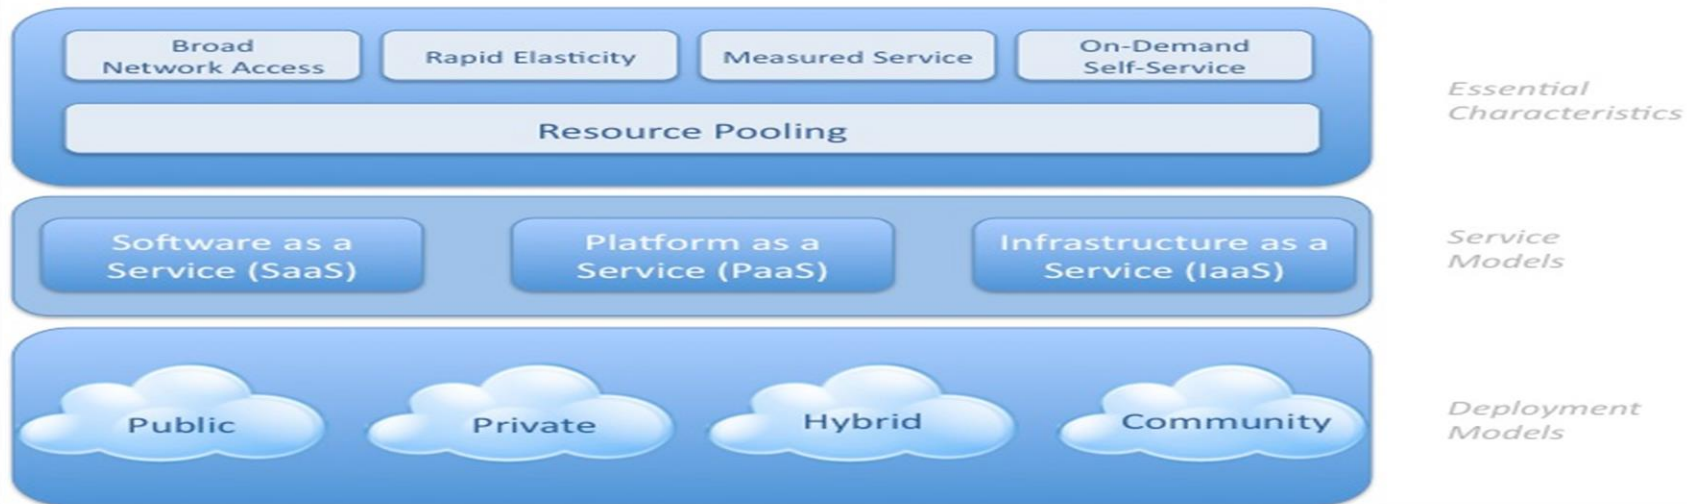 Broad
Network Access
Rapid Elasticity
Measured Service
On-Demand
Self-Service
Resource Pooling
Essential
Characteristics
Software as a
Service (SaaS)
Platform as a
Service (PaaS)
Infrastructure as a
Service (IaaS)
Service
Models
Public
Private
Hybrid
Community
Deployment
Models